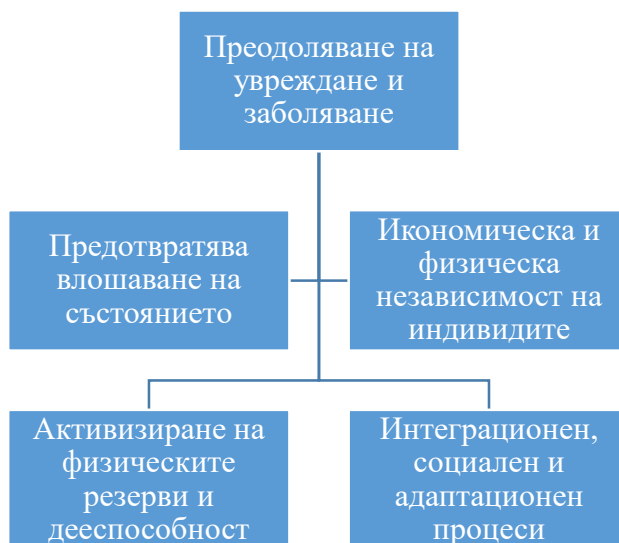 Преодоляване на
увреждане и
заболяване
Предотвратява
влошаване на
състоянието
Икономическа и
физическа
независимост на
индивидите
Активизиране на
физическите
резерви и
дееспособност
Интеграционен,
социален и
адаптационен
процеси